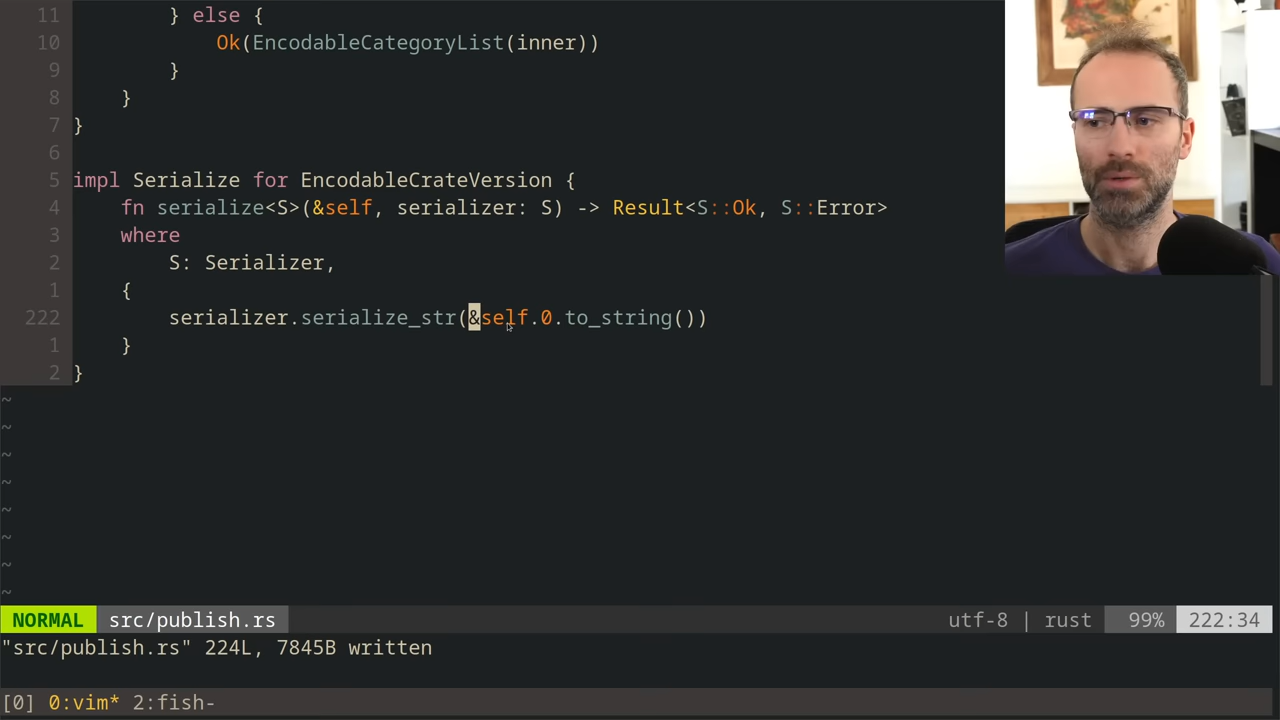 11         } else {
10             Ok(EncodableCategoryList(inner))
9         }
8     }
7 }
6
5 impl Serialize for EncodableCrateVersion {
4     fn serialize<S>(&self, serializer: S) -> Result<S::Ok, S::Error>
3     where
2         S: Serializer,
1     {
222         serializer.serialize_str(&self.0.to_string())
1     }
2 }
~
~
~
~
~
~
~
~
NORMAL src/publish.rs utf-8 | rust 99% 222:34
"src/publish.rs" 224L, 7845B written
[0] 0:vim* 2:fish-